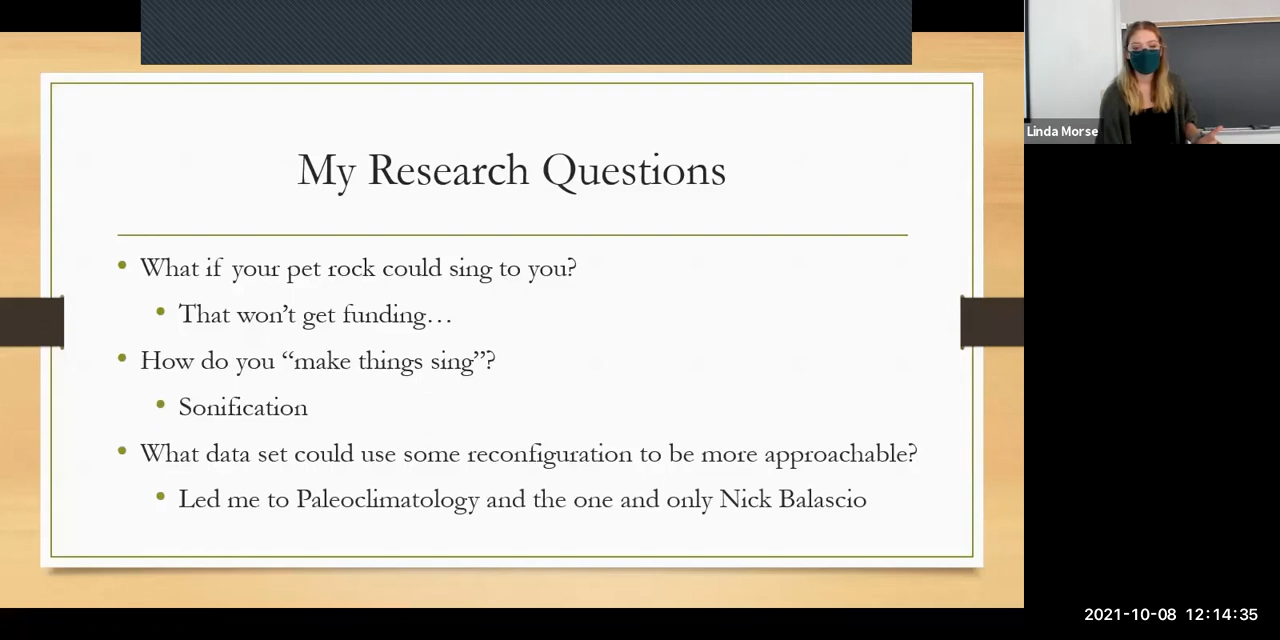 My Research Questions
• What if your pet rock could sing to you?
• That won’t get funding…
• How do you “make things sing”?
• Sonification
• What data set could use some reconfiguration to be more approachable?
• Led me to Paleoclimatology and the one and only Nick Balascio
Linda Morse
2021-10-08 12:14:35